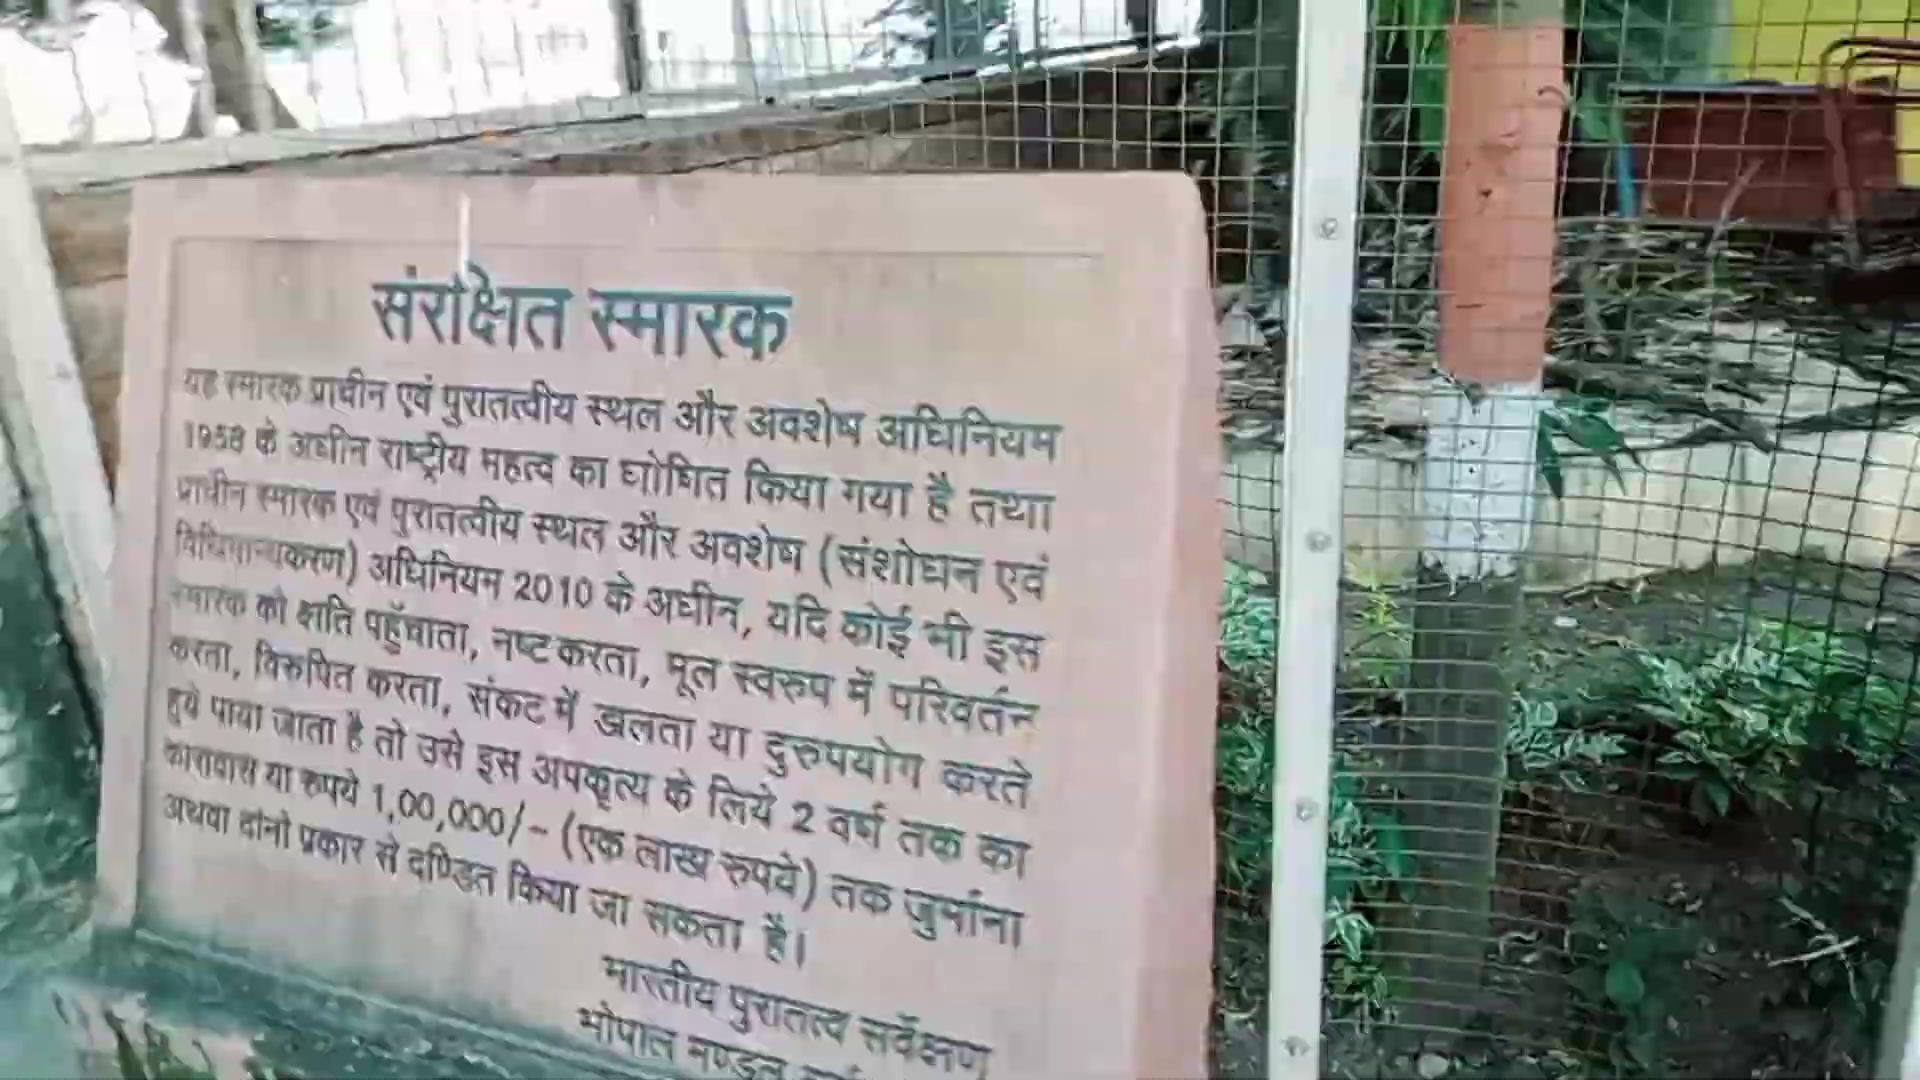 संरक्षित स्मारक
यह स्मारक प्राचीन एवं पुरातत्वीय स्थल और अवशेष अधिनियम
1958 के अधीन राष्ट्रीय महत्व का घोषित किया गया है तथा
प्राचीन स्मारक एवं पुरातत्वीय स्थल और अवशेष (संशोधन एवं
विधिमान्यकरण) अधिनियम 2010 के अधीन, यदि कोई भी इस
स्मारक को क्षति पहुँचाता, नष्ट करता, मूल स्वरुप में परिवर्तन
करता, विरुपित करता, संकट में डालता या दुरुपयोग करते
हुये पाया जाता है तो उसे इस अपकृत्य के लिये 2 वर्ष तक का
कारावास या रुपये 1,00,000/- (एक लाख रुपये) तक जुर्माना
अथवा दोनों प्रकार से दण्डित किया जा सकता है।
भारतीय पुरातत्व सर्वेक्षण
भोपाल मण्डल